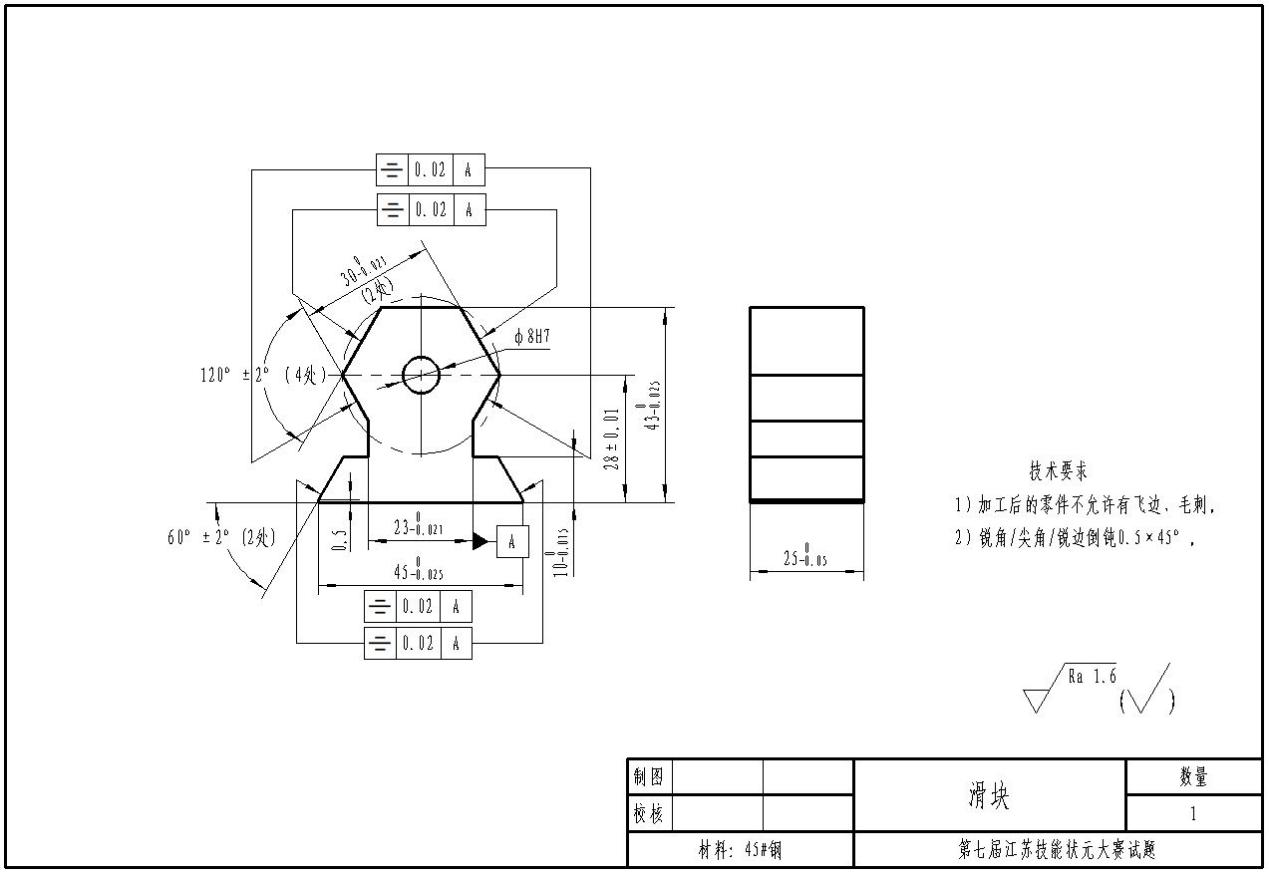 0.02 A
0.02 A
30 0 -0.021
(2处)
φ8H7
120° ±2° (4处)
28±0.01
43 0 -0.025
技术要求
1) 加工后的零件不允许有飞边、毛刺.
2) 锐角/尖角/锐边倒钝0.5×45° .
60° ±2° (2处)
0.5
23 0 -0.021
A
10 0 -0.015
45 0 -0.025
25 0 -0.05
0.02 A
0.02 A
Ra 1.6
(√)
制图
滑块
数量
校核
1
材料: 45#钢
第七届江苏技能状元大赛试题